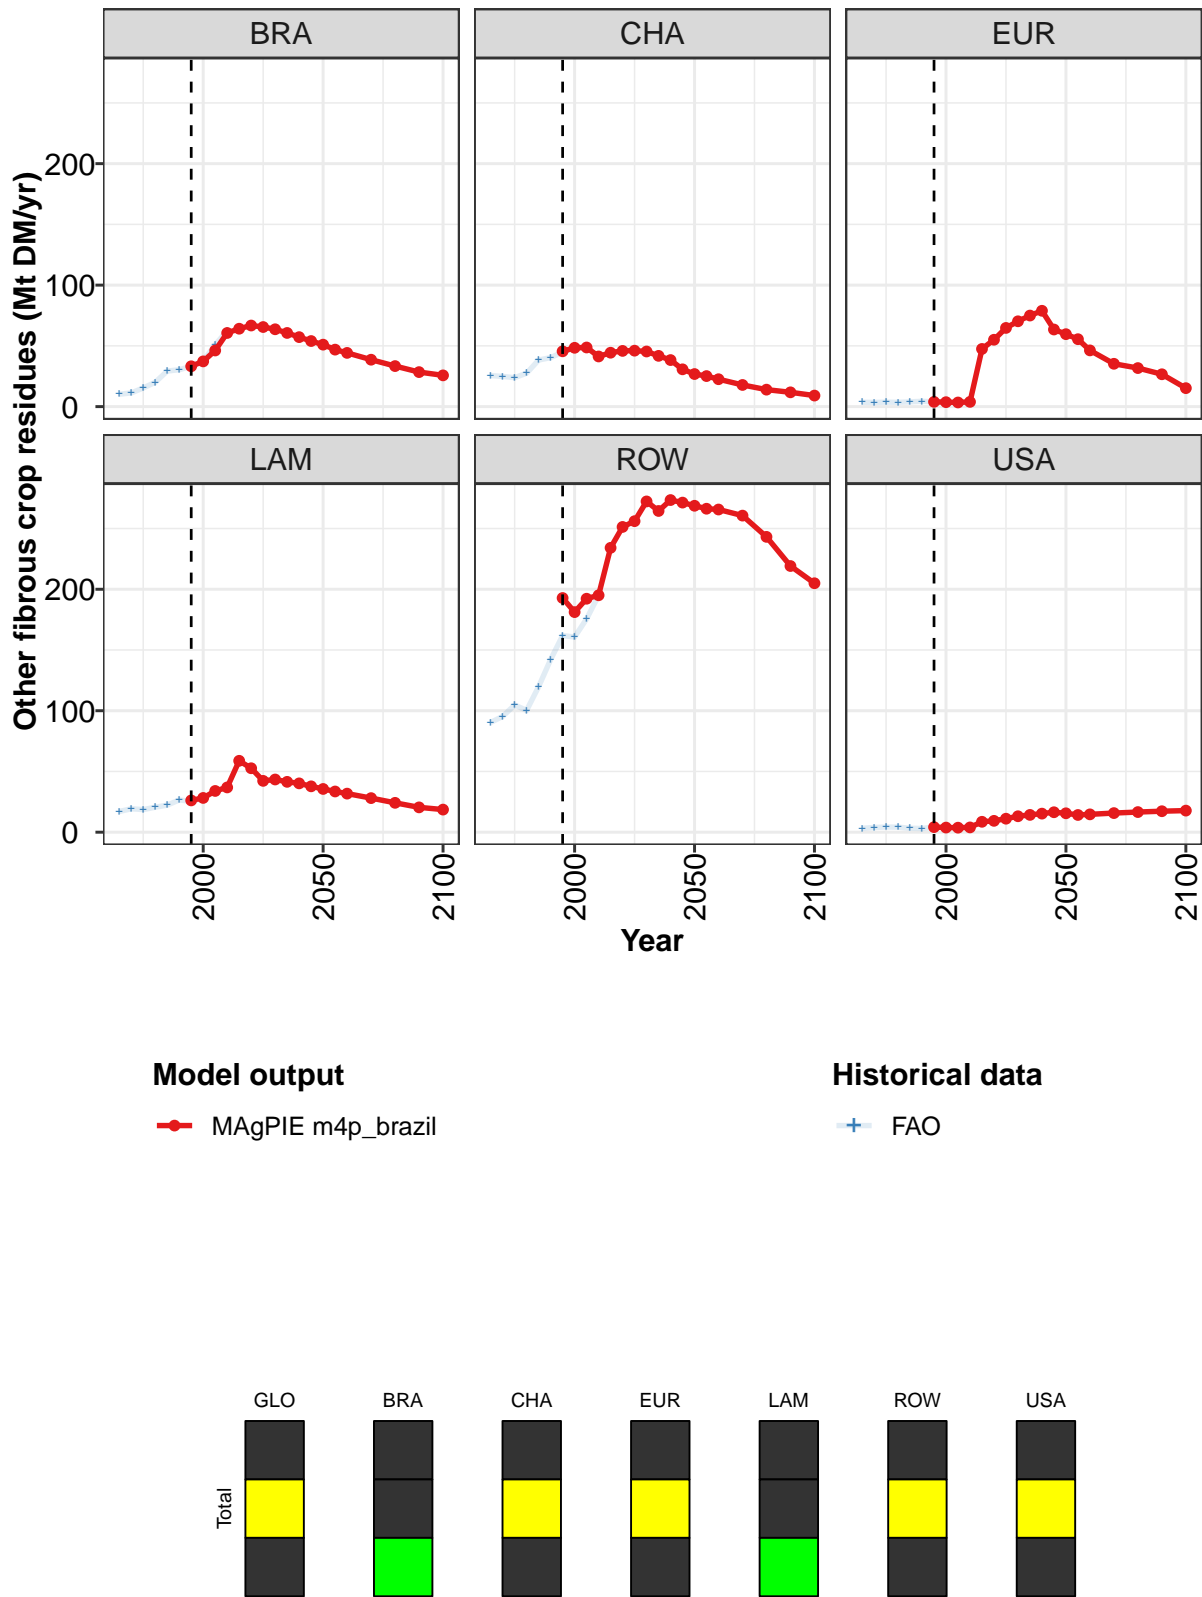 BRA
CHA
EUR
200
100
0
LAM
ROW
USA
200
100
0
Other fibrous crop residues (Mt DM/yr)
2000
2050
2100
2000
2050
2100
2000
2050
2100
Year
Model output
Historical data
MAgPIE m4p_brazil
FAO
GLO
BRA
CHA
EUR
LAM
ROW
USA
Total